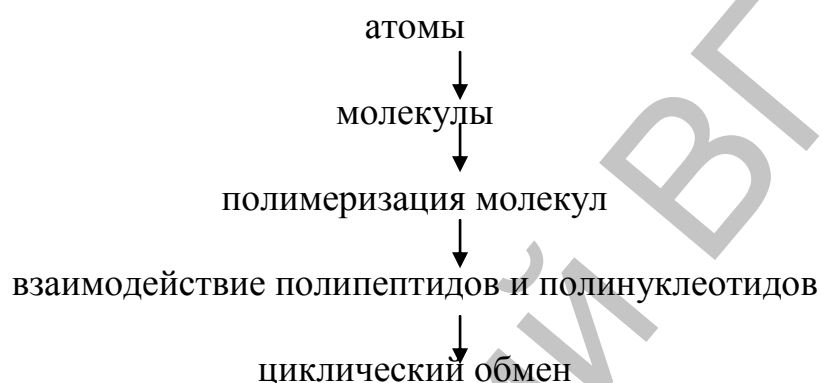 атомы
молекулы
полимеризация молекул
взаимодействие полипептидов и полинуклеотидов
циклический обмен